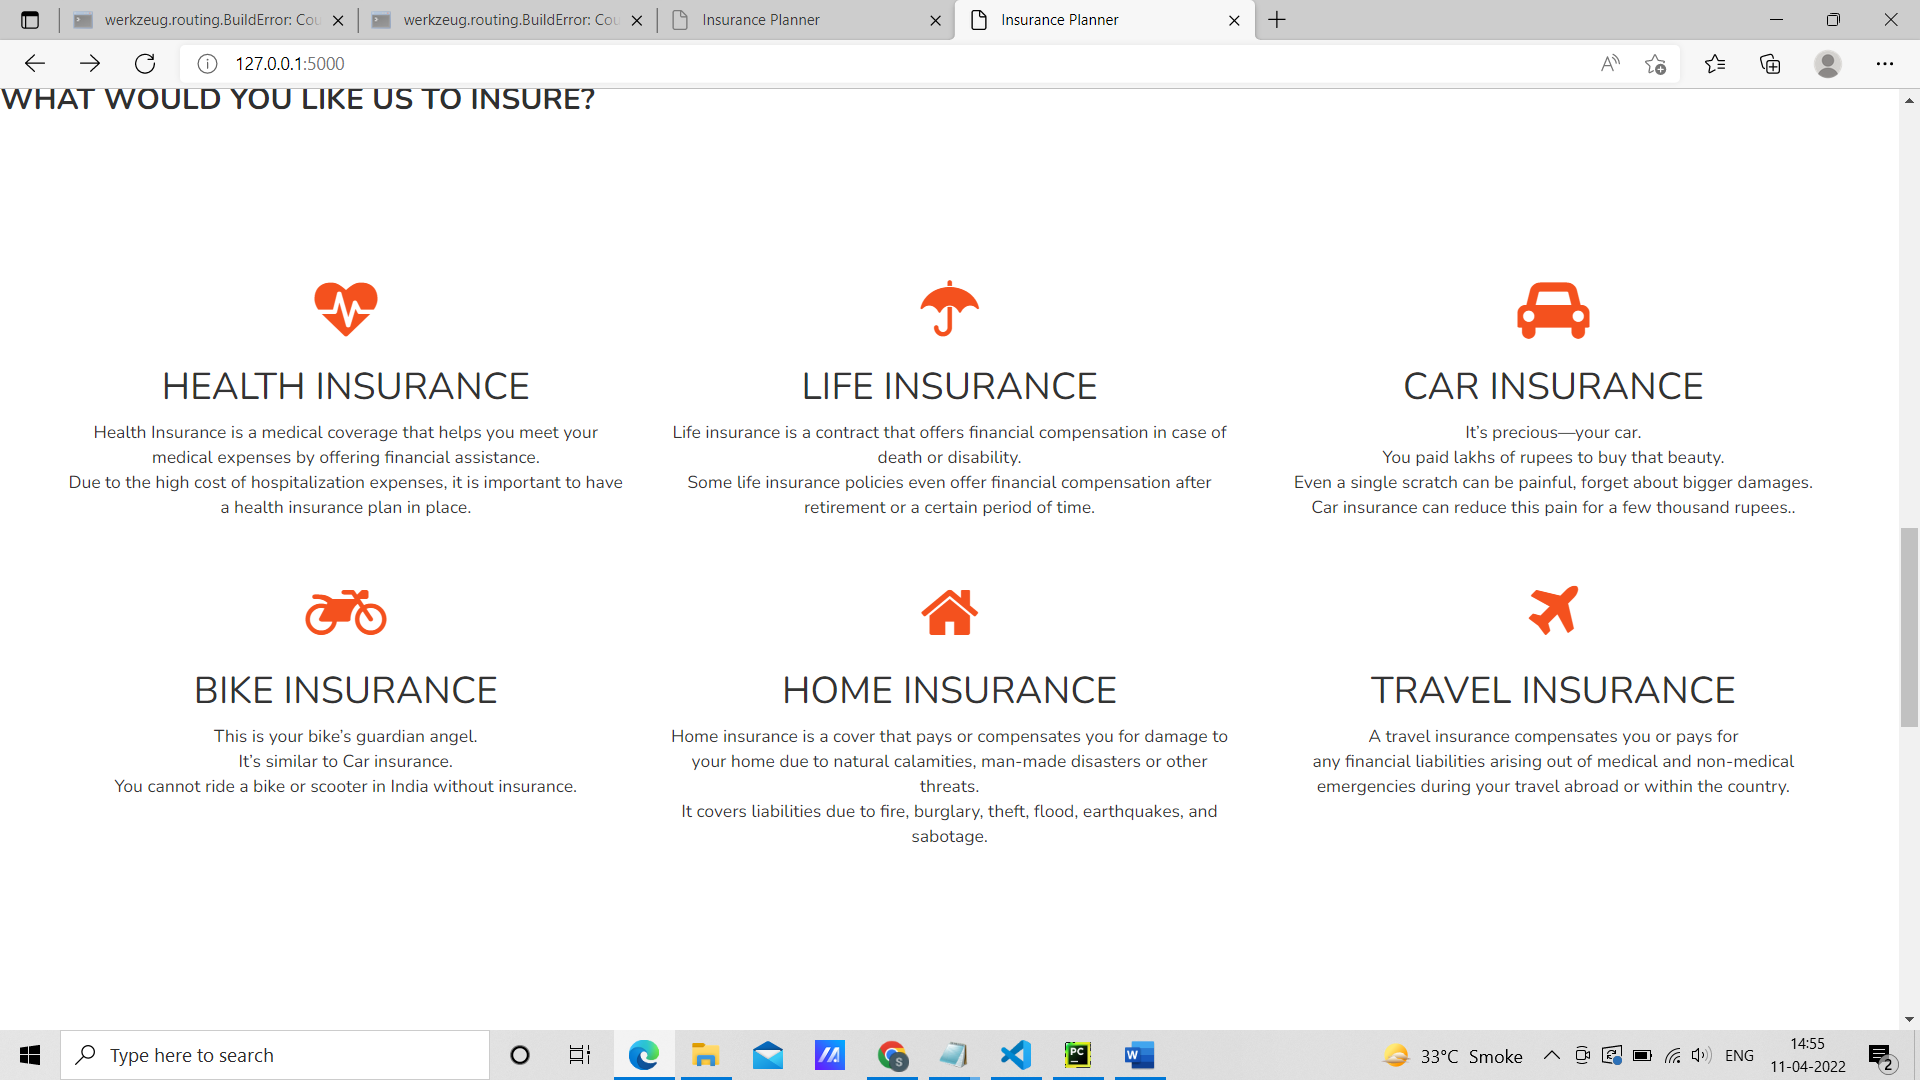 werkzeug.routing.BuildError: Cou
werkzeug.routing.BuildError: Cou
Insurance Planner
Insurance Planner
127.0.0.1:5000
WHAT WOULD YOU LIKE US TO INSURE?
HEALTH INSURANCE
Health Insurance is a medical coverage that helps you meet your
medical expenses by offering financial assistance.
Due to the high cost of hospitalization expenses, it is important to have
a health insurance plan in place.
LIFE INSURANCE
Life insurance is a contract that offers financial compensation in case of
death or disability.
Some life insurance policies even offer financial compensation after
retirement or a certain period of time.
CAR INSURANCE
It’s precious—your car.
You paid lakhs of rupees to buy that beauty.
Even a single scratch can be painful, forget about bigger damages.
Car insurance can reduce this pain for a few thousand rupees..
BIKE INSURANCE
This is your bike’s guardian angel.
It’s similar to Car insurance.
You cannot ride a bike or scooter in India without insurance.
HOME INSURANCE
Home insurance is a cover that pays or compensates you for damage to
your home due to natural calamities, man-made disasters or other
threats.
It covers liabilities due to fire, burglary, theft, flood, earthquakes, and
sabotage.
TRAVEL INSURANCE
A travel insurance compensates you or pays for
any financial liabilities arising out of medical and non-medical
emergencies during your travel abroad or within the country.
Type here to search
S
PC
W
33°C Smoke
ENG
14:55
11-04-2022
2